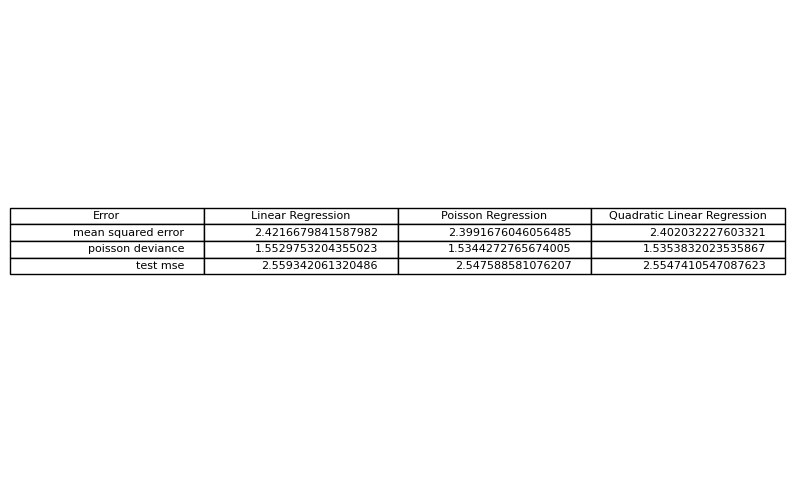 Error Linear Regression Poisson Regression Quadratic Linear Regression
mean squared error 2.4216679841587982 2.3991676046056485 2.402032227603321
poisson deviance 1.5529753204355023 1.5344272765674005 1.5353832023535867
test mse 2.559342061320486 2.547588581076207 2.5547410547087623